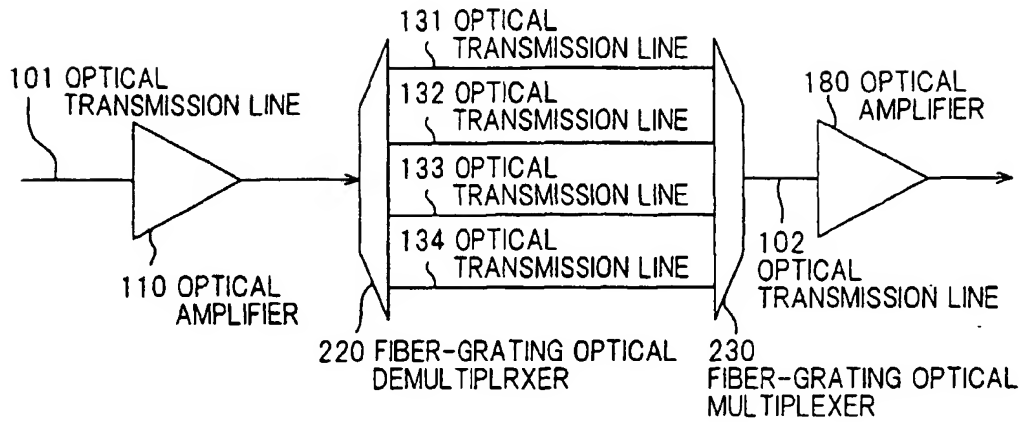 131 OPTICAL
TRANSMISSION LINE
101 OPTICAL
TRANSMISSION LINE
132 OPTICAL
TRANSMISSION LINE
180 OPTICAL
AMPLIFIER
133 OPTICAL
TRANSMISSION LINE
134 OPTICAL
TRANSMISSION LINE
102
OPTICAL
TRANSMISSION LINE
110 OPTICAL
AMPLIFIER
220 FIBER-GRATING OPTICAL
DEMULTIPLRXER
230
FIBER-GRATING OPTICAL
MULTIPLEXER